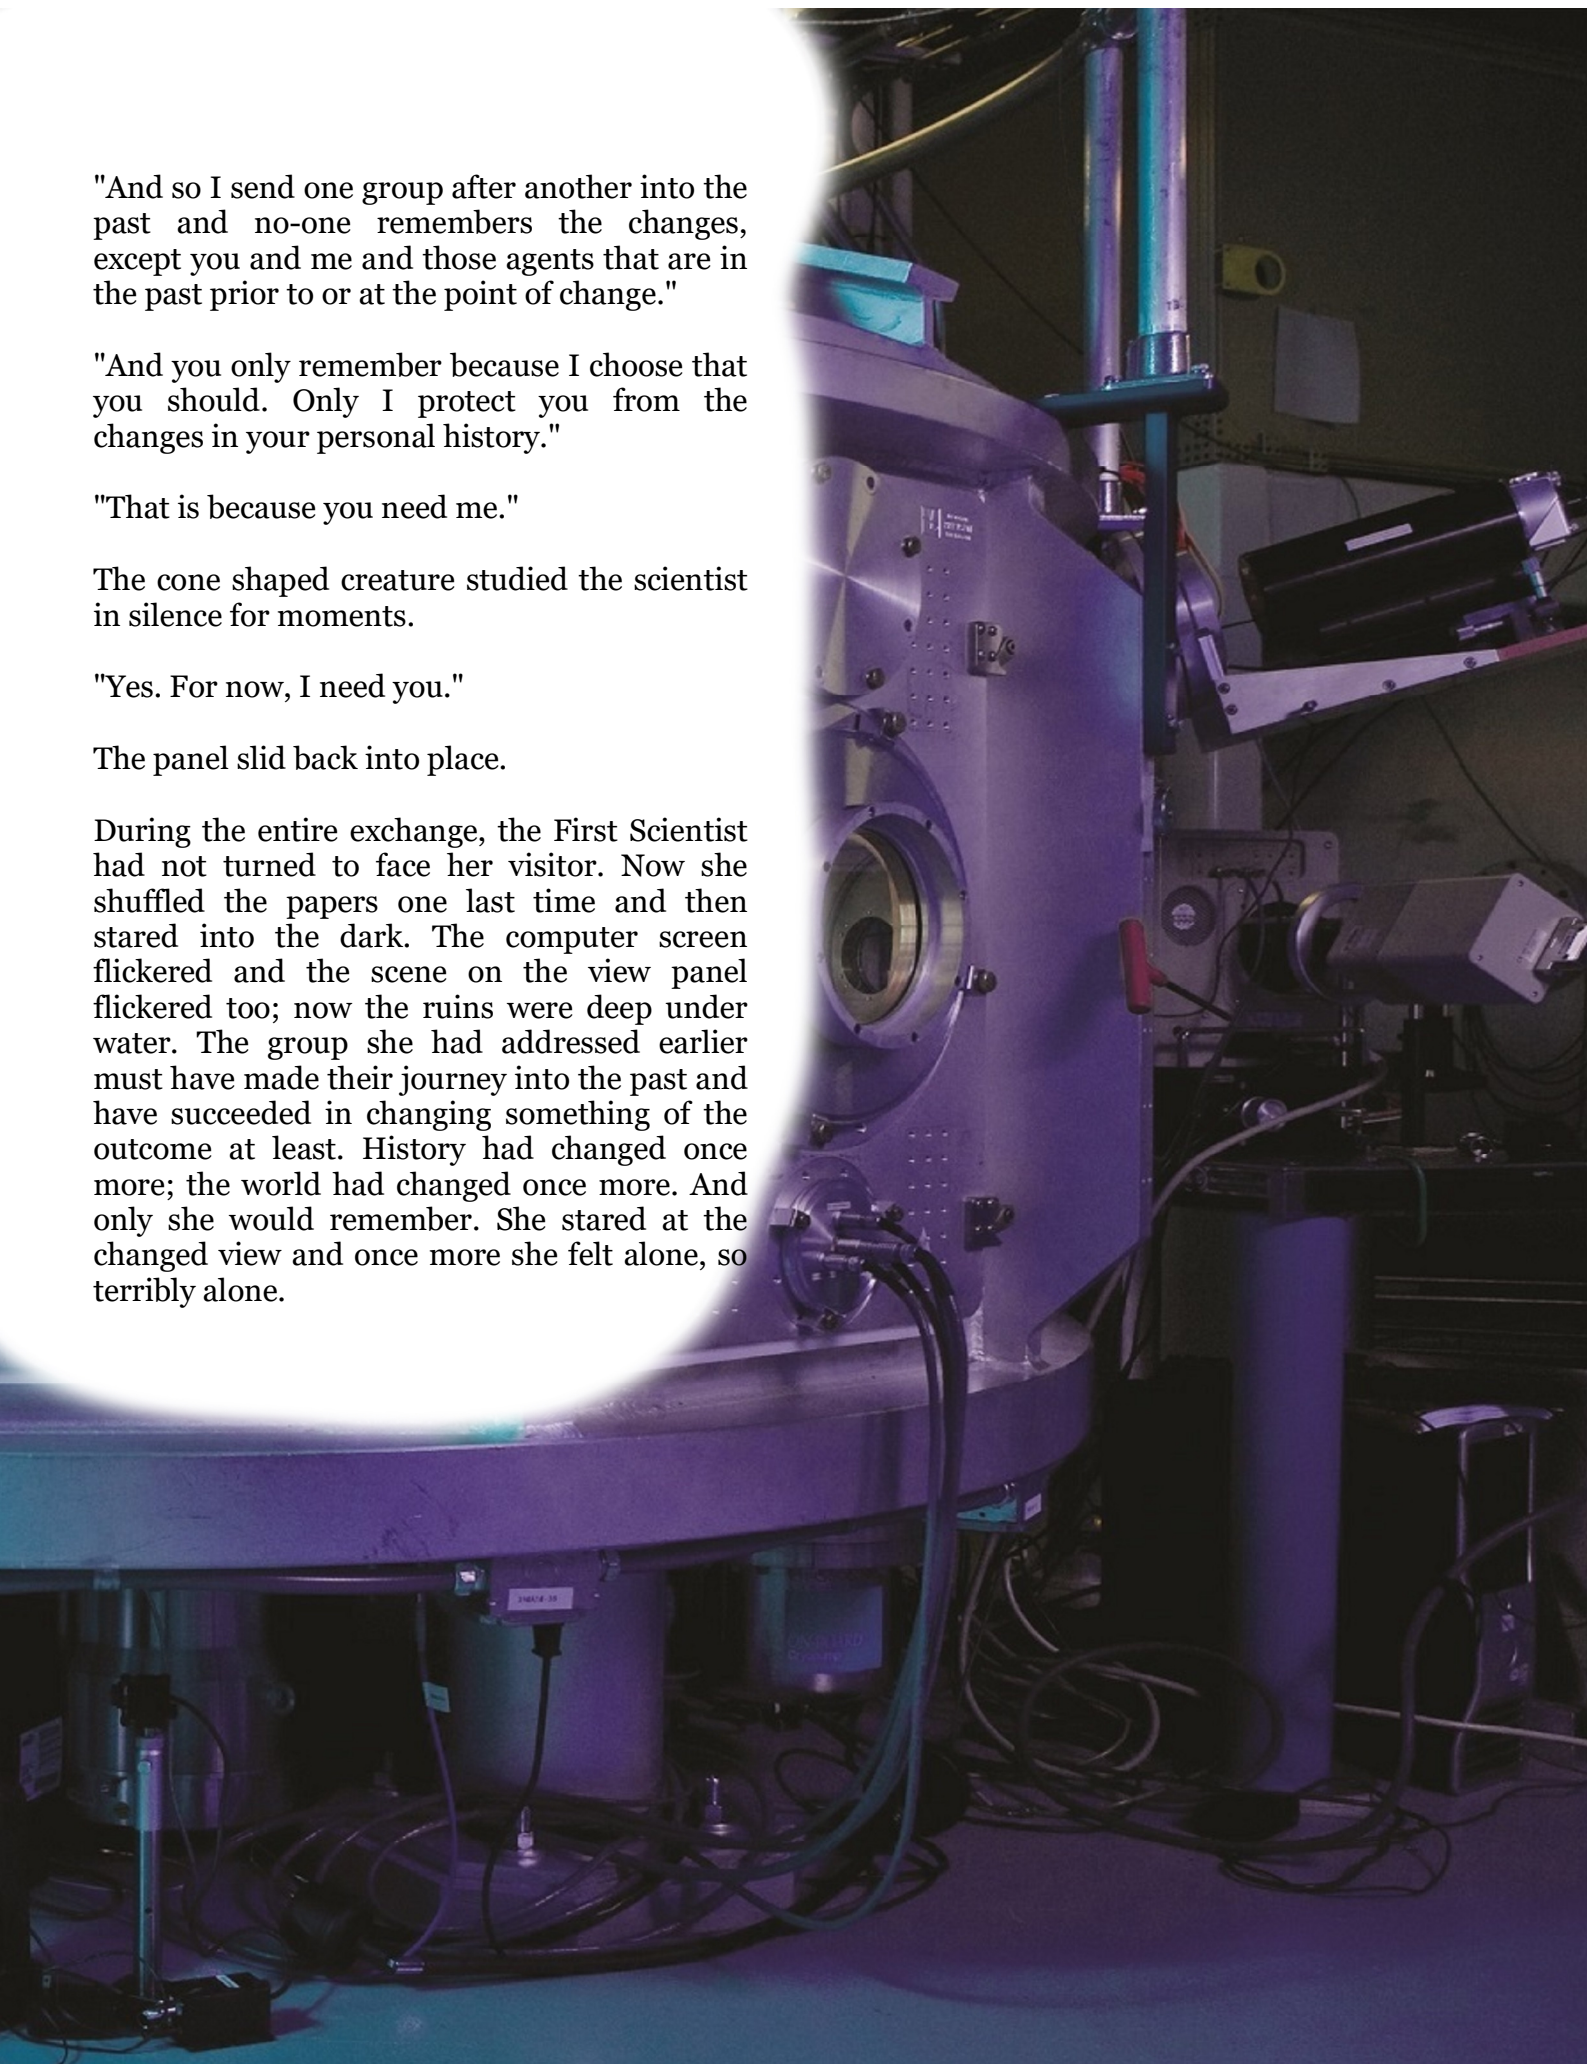 "And so I send one group after another into the
past and no-one remembers the changes,
except you and me and those agents that are in
the past prior to or at the point of change."
"And you only remember because I choose that
you should. Only I protect you from the
changes in your personal history."
"That is because you need me."
The cone shaped creature studied the scientist
in silence for moments.
"Yes. For now, I need you."
The panel slid back into place.
During the entire exchange, the First Scientist
had not turned to face her visitor. Now she
shuffled the papers one last time and then
stared into the dark. The computer screen
flickered and the scene on the view panel
flickered too; now the ruins were deep under
water. The group she had addressed earlier
must have made their journey into the past and
have succeeded in changing something of the
outcome at least. History had changed once
more; the world had changed once more. And
only she would remember. She stared at the
changed view and once more she felt alone, so
terribly alone.